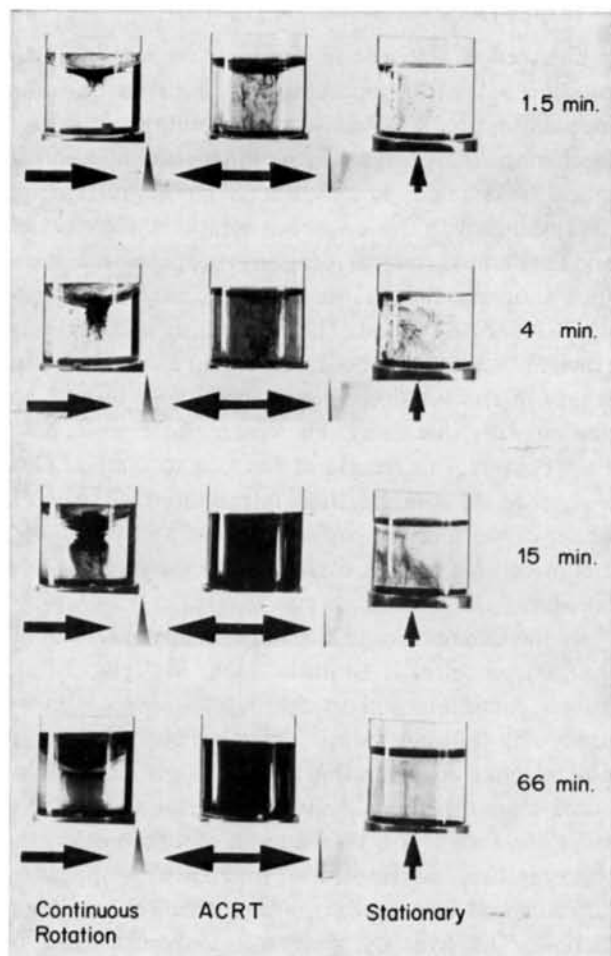 1.5 min.
4 min.
15 min.
66 min.
Continuous
Rotation
ACRT
Stationary